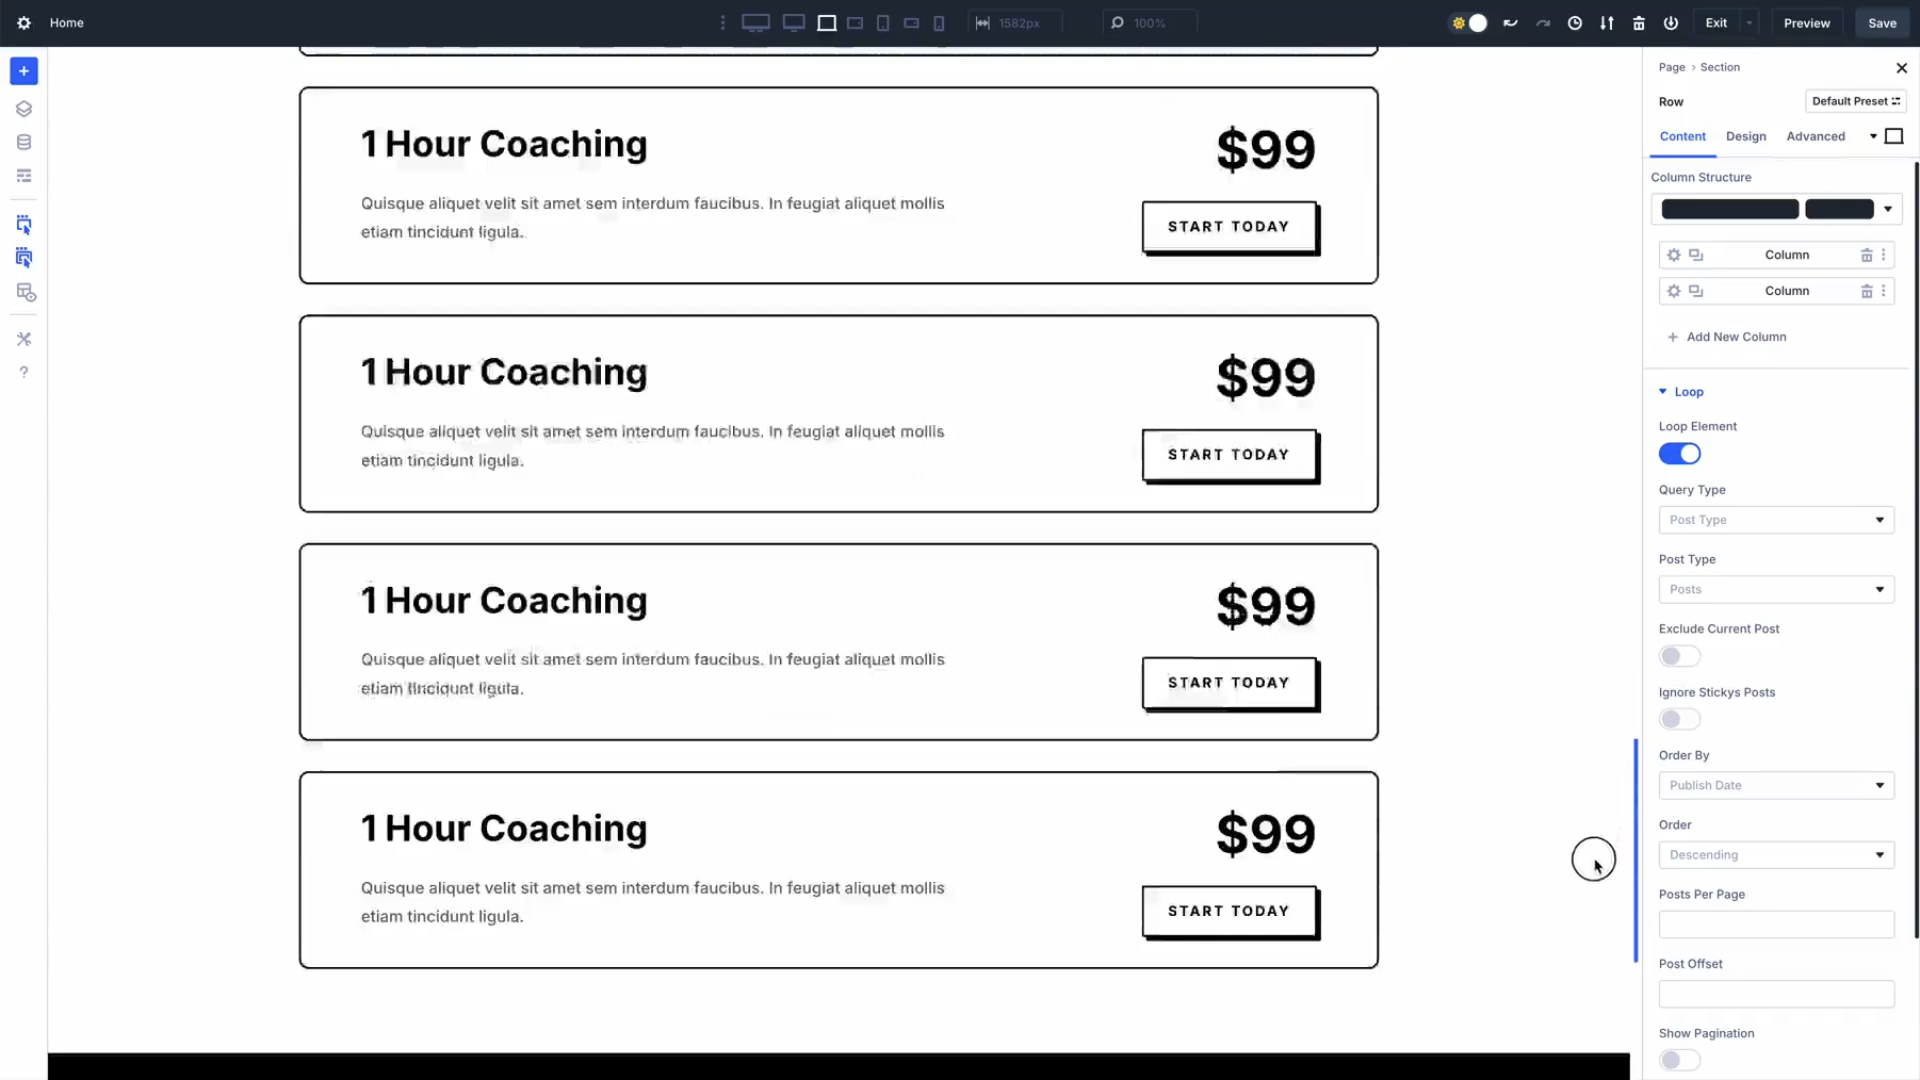 Home
1582px
100%
Exit
Preview
Save
1 Hour Coaching
$99
Quisque aliquet velit sit amet sem interdum faucibus. In feugiat aliquet mollis
etiam tincidunt ligula.
START TODAY
1 Hour Coaching
$99
Quisque aliquet velit sit amet sem interdum faucibus. In feugiat aliquet mollis
etiam tincidunt ligula.
START TODAY
1 Hour Coaching
$99
Quisque aliquet velit sit amet sem interdum faucibus. In feugiat aliquet mollis
etiam tincidunt ligula.
START TODAY
1 Hour Coaching
$99
Quisque aliquet velit sit amet sem interdum faucibus. In feugiat aliquet mollis
etiam tincidunt ligula.
START TODAY
Page › Section
Row
Default Preset
Content Design Advanced
Column Structure
Column
Column
+ Add New Column
Loop
Loop Element
Query Type
Post Type
Post Type
Posts
Exclude Current Post
Ignore Stickys Posts
Order By
Publish Date
Order
Descending
Posts Per Page
Post Offset
Show Pagination